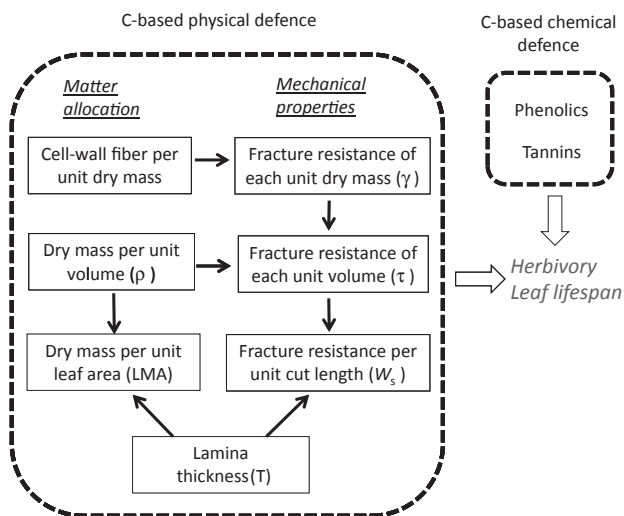 C-based physical defence
C-based chemical
defence
Matter
allocation
Mechanical
properties
Phenolics
Tannins
Cell-wall fiber per
unit dry mass
Fracture resistance of
each unit dry mass (γ )
Dry mass per unit
volume (ρ )
Fracture resistance of
each unit volume (τ )
Herbivory
Leaf lifespan
Dry mass per unit
leaf area (LMA)
Fracture resistance per
unit cut length (Ws )
Lamina
thickness(T)